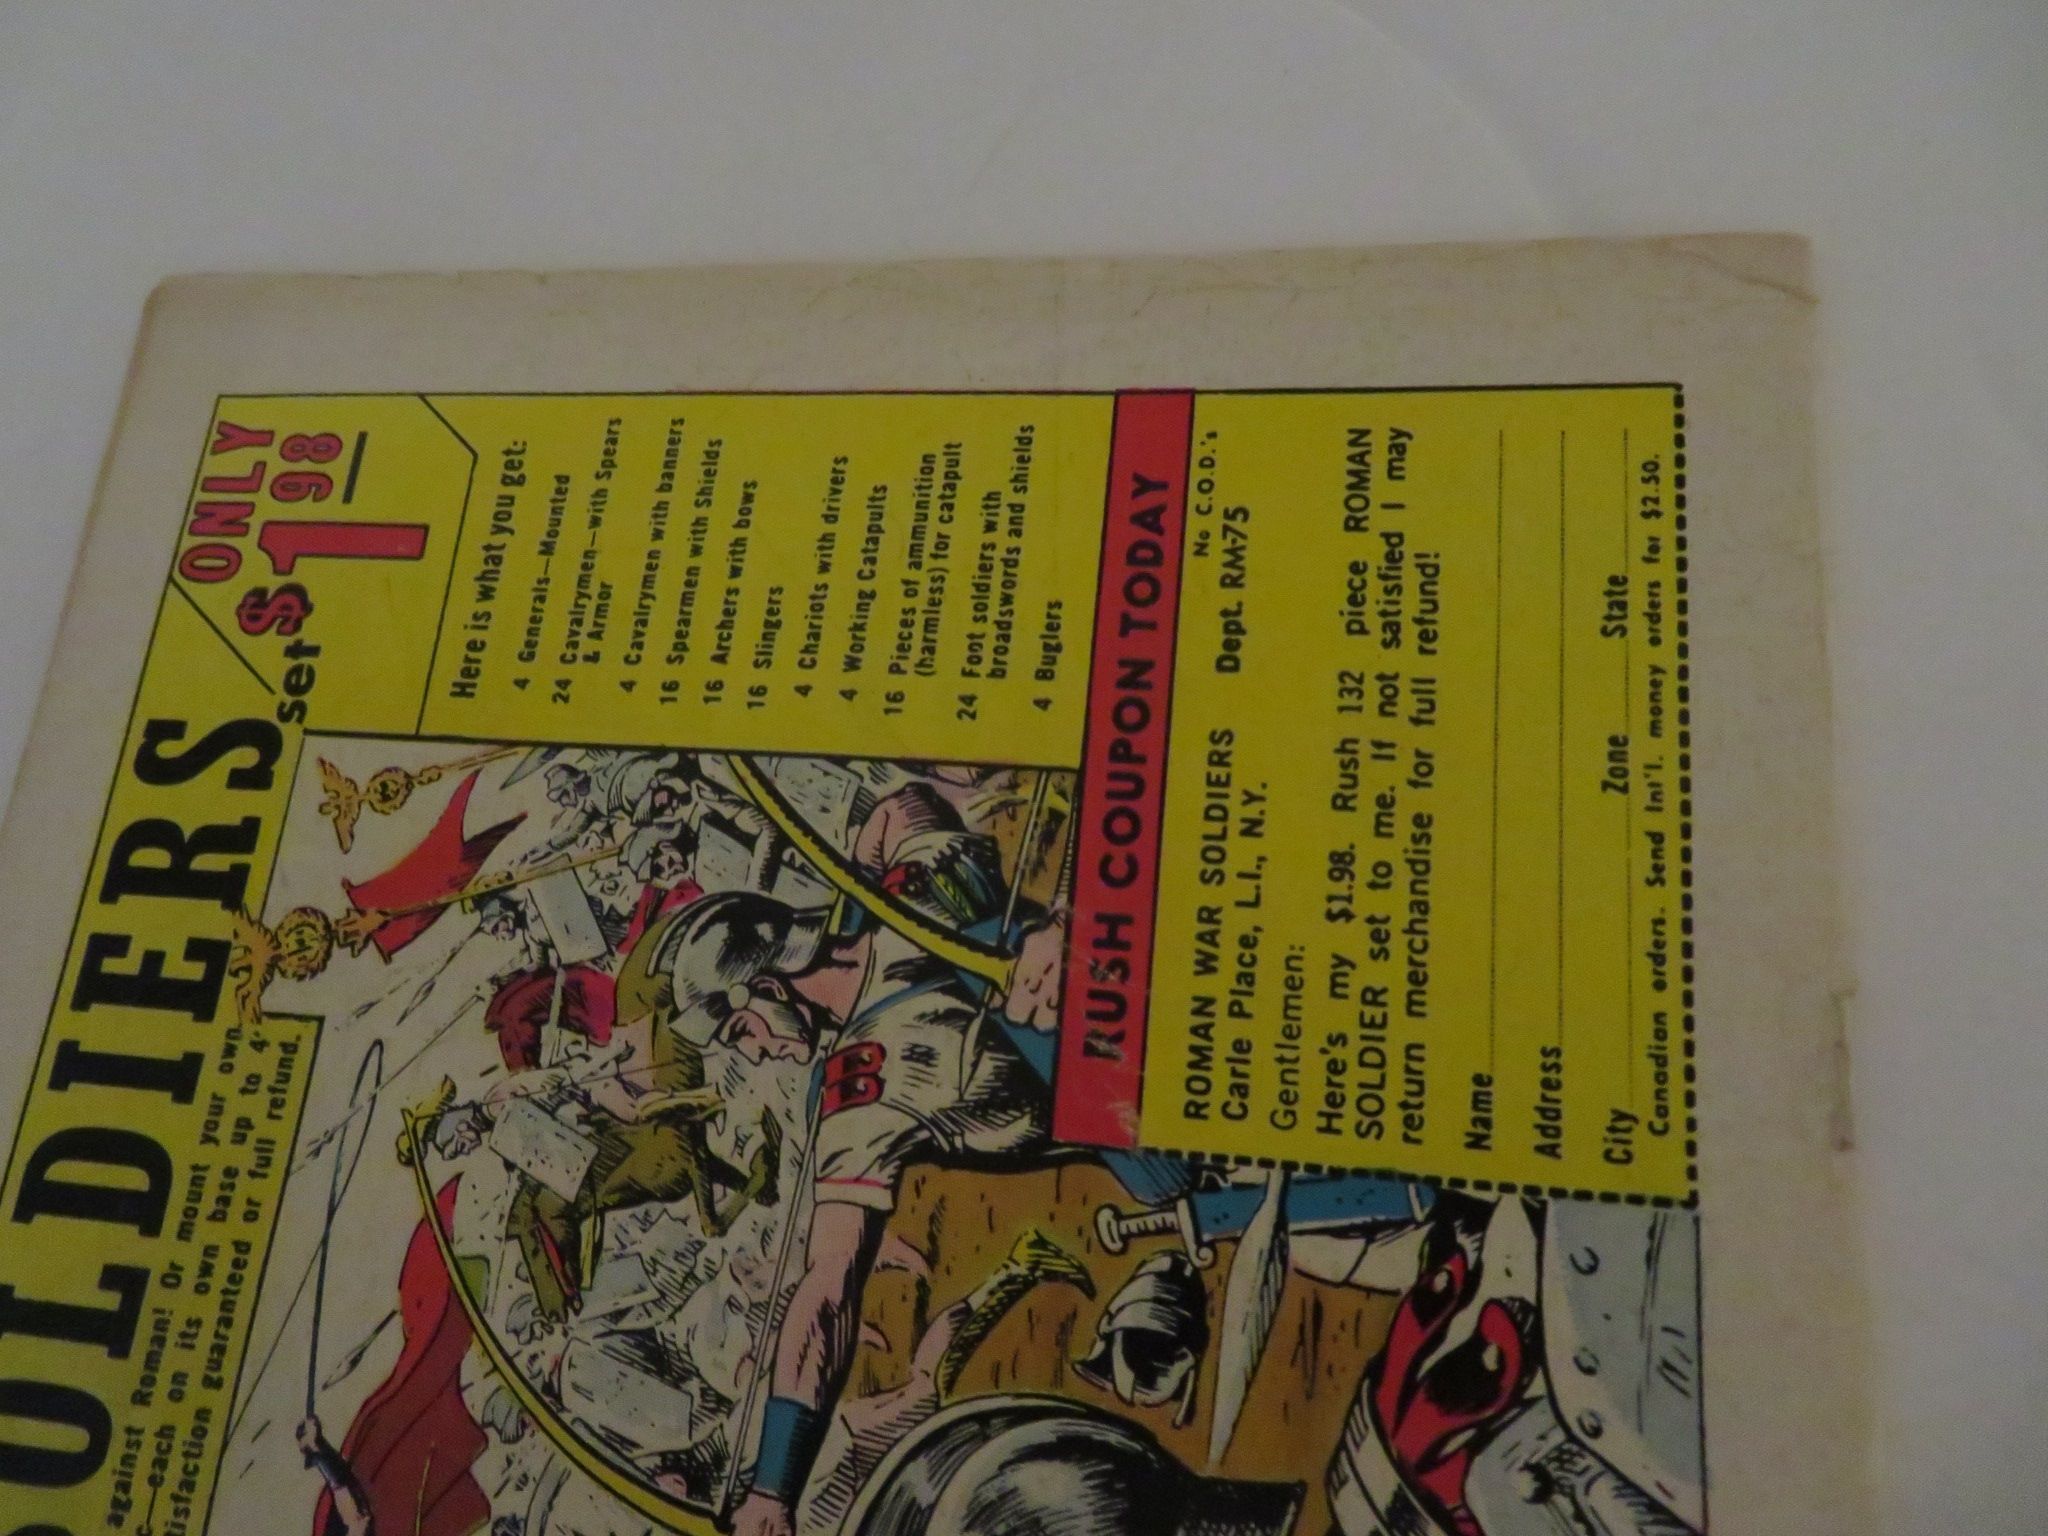 OLDIERS
ONLY
set $1 98
against Roman! Or mount your own
—each on its own base up to 4"
tisfaction guaranteed or full refund.
Here is what you get:
4 Generals—Mounted
24 Cavalrymen—with Spears
& Armor
4 Cavalrymen with banners
16 Spearmen with Shields
16 Archers with bows
16 Slingers
4 Chariots with drivers
4 Working Catapults
16 Pieces of ammunition
(harmless) for catapult
24 Foot soldiers with
broadswords and shields
4 Buglers
RUSH COUPON TODAY
No C.O.D.'s
ROMAN WAR SOLDIERS Dept. RM-75
Carle Place, L.I., N.Y.
Gentlemen:
Here's my $1.98. Rush 132 piece ROMAN
SOLDIER set to me. If not satisfied I may
return merchandise for full refund!
Name
Address
City Zone State
Canadian orders. Send Int'l. money orders for $2.50.